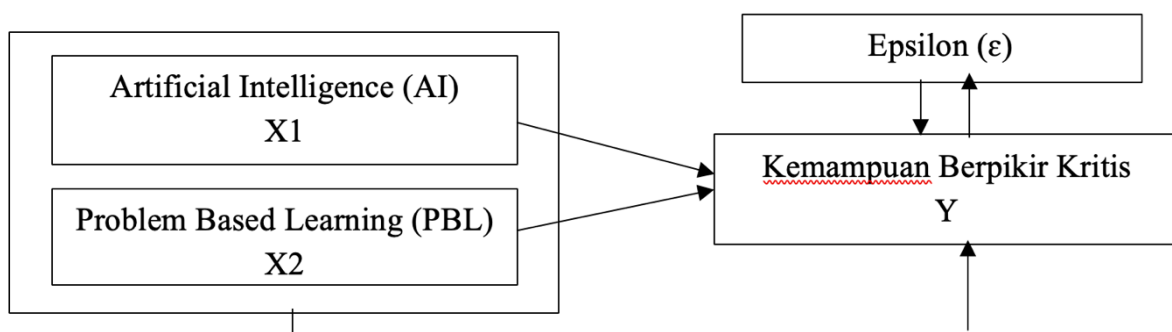 Artificial Intelligence (AI)
X1
Problem Based Learning (PBL)
X2
Epsilon (ε)
Kemampuan Berpikir Kritis
Y